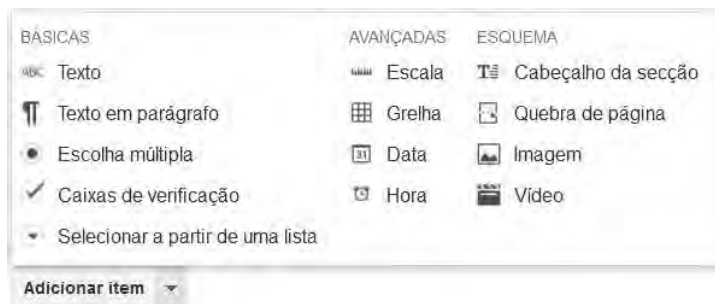 BÁSICAS AVANÇADAS ESQUEMA
ABC Texto Escala Cabeçalho da secção
Texto em parágrafo Grelha Quebra de página
Escolha múltipla 31 Data Imagem
Caixas de verificação Hora Vídeo
Selecionar a partir de uma lista
Adicionar item